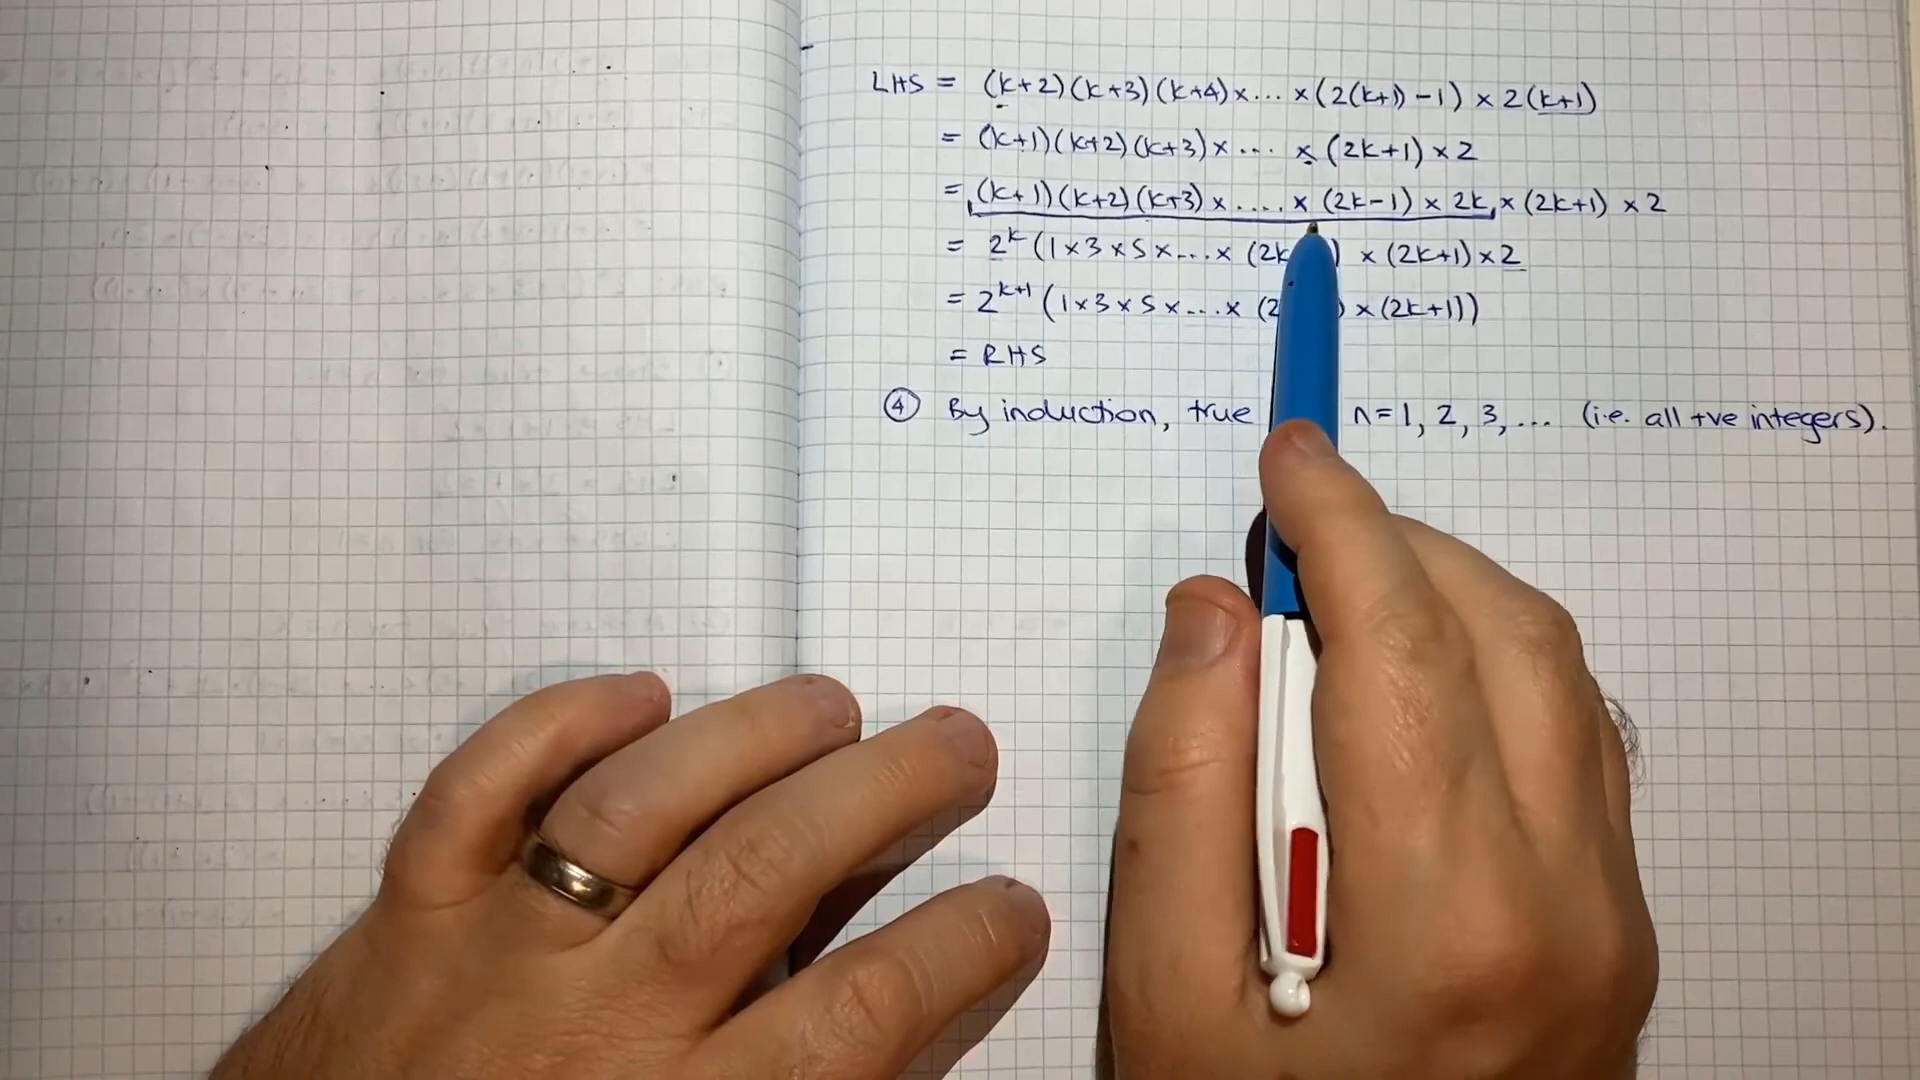 LHS = (k+2)(k+3)(k+4)×...×(2(k+1)-1)×2(k+1)
= (k+1)(k+2)(k+3)×....×(2k+1)×2
= (k+1)(k+2)(k+3)×....×(2k-1)×2k×(2k+1)×2
= 2^k (1×3×5×...×(2k ) ×(2k+1)×2
= 2^{k+1} (1×3×5×...×(2 )×(2k+1))
= RHS
④ By induction, true n=1, 2, 3, ... (i.e. all +ve integers).